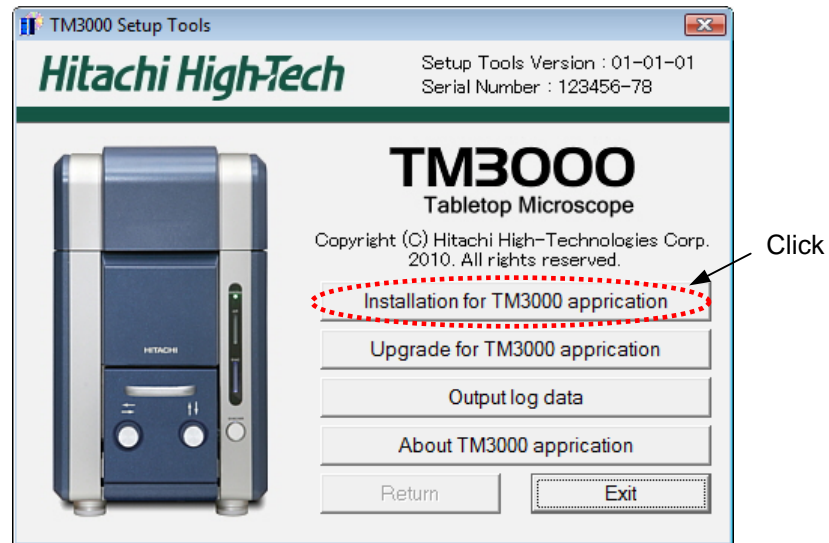 TM3000 Setup Tools
Hitachi High-Tech
Setup Tools Version : 01-01-01
Serial Number : 123456-78
TM3000
Tabletop Microscope
Copyright (C) Hitachi High-Technologies Corp.
2010. All rights reserved.
Click
Installation for TM3000 apprication
Upgrade for TM3000 apprication
HITACHI
Output log data
About TM3000 apprication
Return
Exit